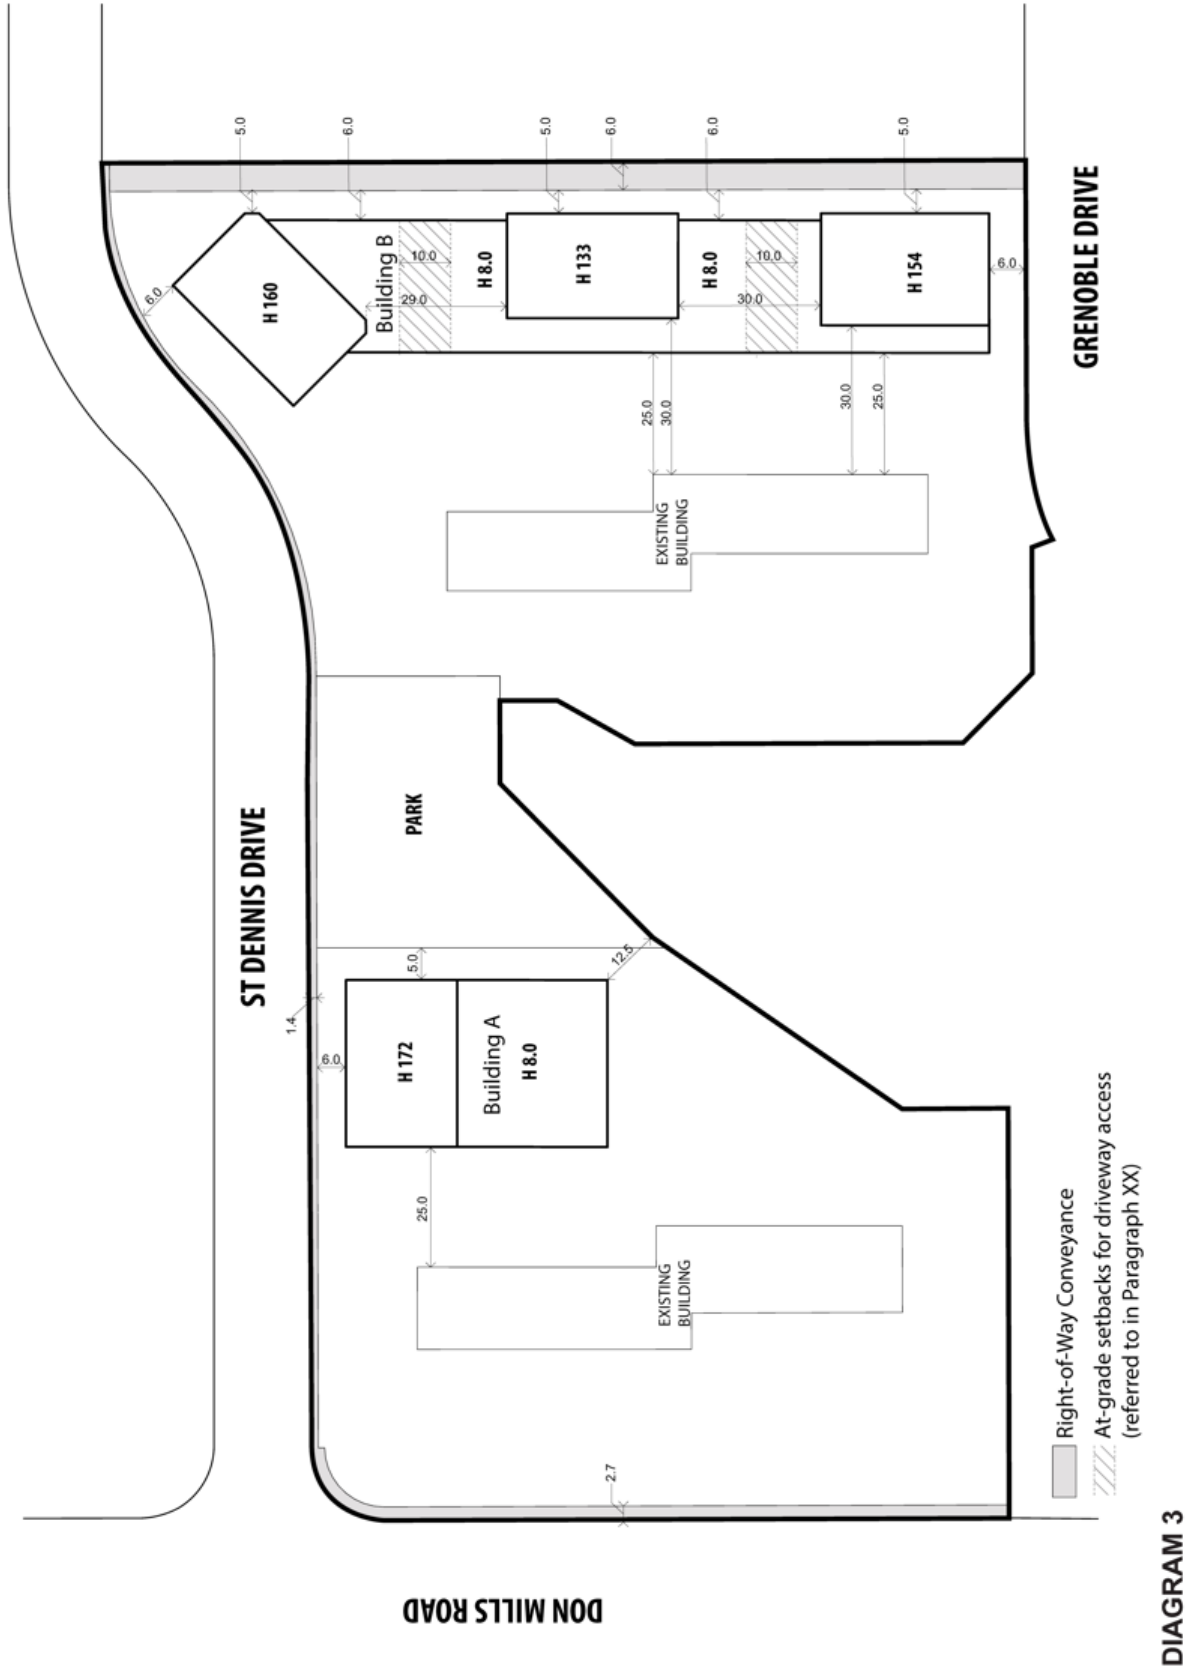 6.0
5.0
ST DENNIS DRIVE
H 160
1.4
6.0
6.0
Building B
H 172
5.0
PARK
29.0
25.0
10.0
H 8.0
Building A
DON MILLS ROAD
H 8.0
5.0
H 133
2.7
6.0
12.5
25.0
EXISTING
BUILDING
EXISTING
BUILDING
30.0
H 8.0
6.0
30.0
10.0
30.0
25.0
5.0
H 154
6.0
GRENOBLE DRIVE
Right-of-Way Conveyance
At-grade setbacks for driveway access
(referred to in Paragraph XX)
DIAGRAM 3